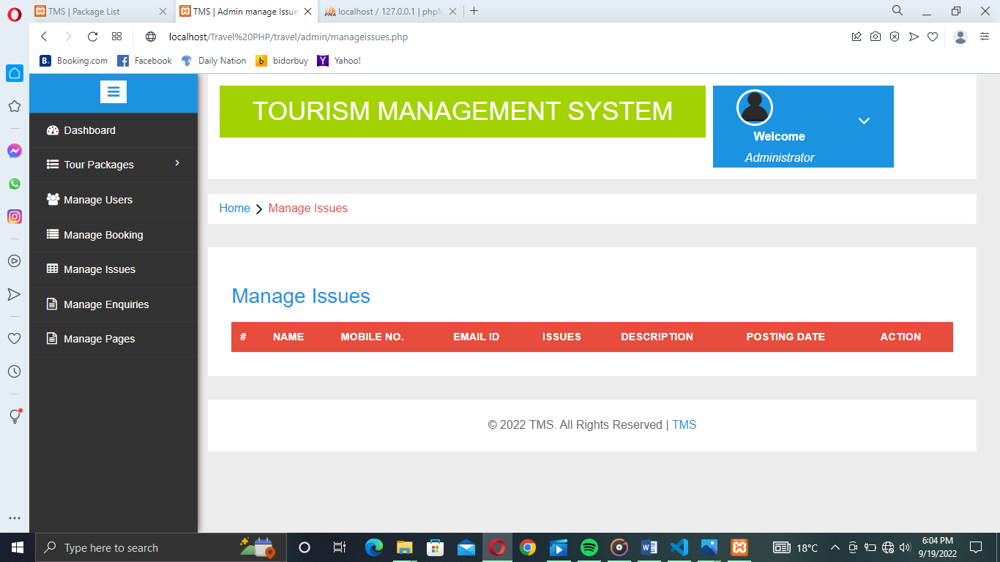 TMS | Package List
TMS | Admin manage Issue
PMA localhost / 127.0.0.1 | phpM
localhost/Travel%20PHP/travel/admin/manageissues.php
B. Booking.com
Facebook
Daily Nation
b bidorbuy
Y Yahoo!
TOURISM MANAGEMENT SYSTEM
Welcome
Administrator
Dashboard
Tour Packages
Manage Users
Manage Booking
Manage Issues
Manage Enquiries
Manage Pages
Home > Manage Issues
Manage Issues
# NAME MOBILE NO. EMAIL ID ISSUES DESCRIPTION POSTING DATE ACTION
© 2022 TMS. All Rights Reserved | TMS
Type here to search
18°C
6:04 PM
9/19/2022